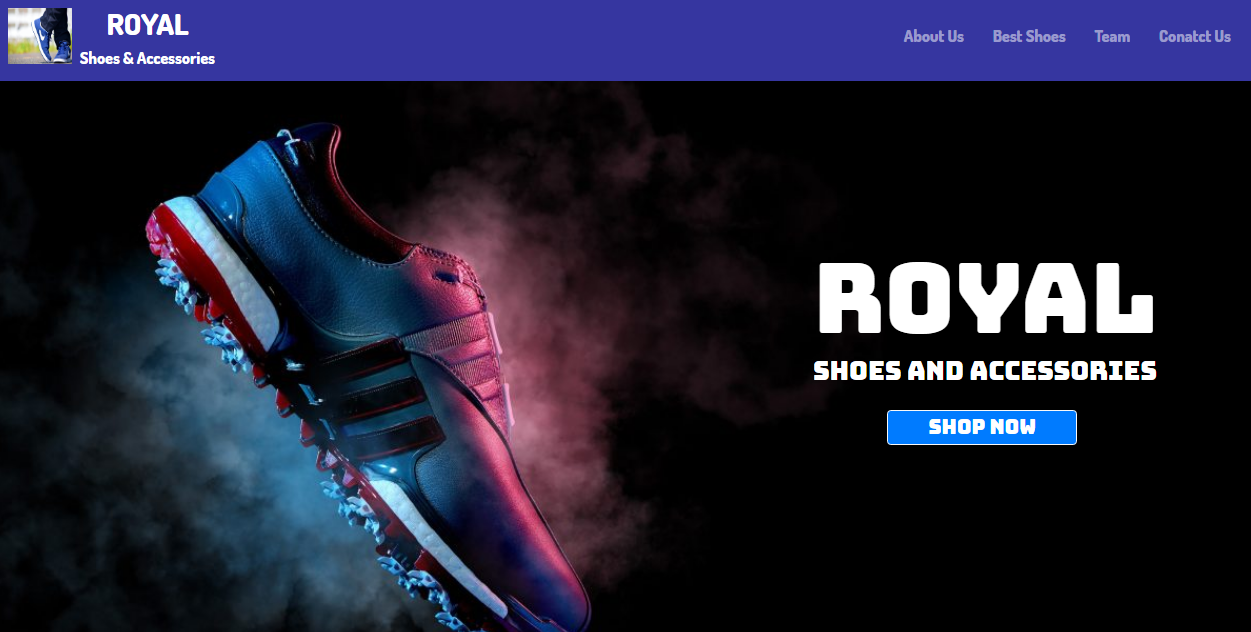 ROYAL
Shoes & Accessories
About Us Best Shoes Team Conatct Us
ROYAL
SHOES AND ACCESSORIES
SHOP NOW